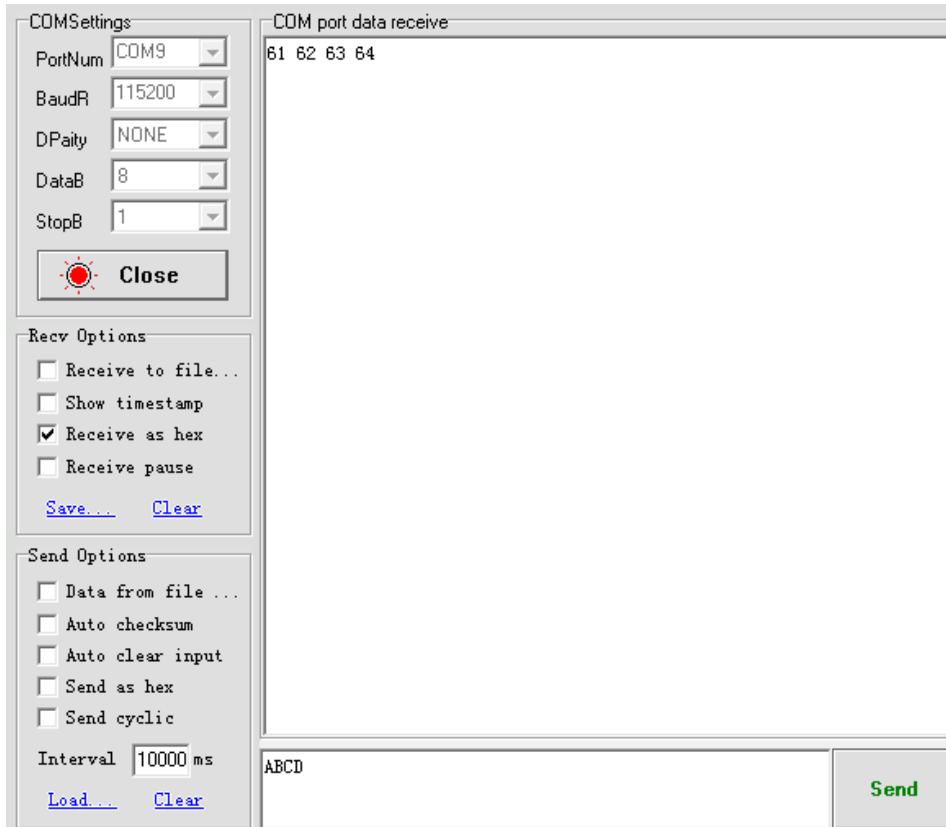 COMSettings
PortNum COM9
BaudR 115200
DPaity NONE
DataB 8
StopB 1
Close
Recv Options
Receive to file...
Show timestamp
Receive as hex
Receive pause
Save... Clear
Send Options
Data from file ...
Auto checksum
Auto clear input
Send as hex
Send cyclic
Interval 10000 ms
Load... Clear
COM port data receive
61 62 63 64
ABCD
Send